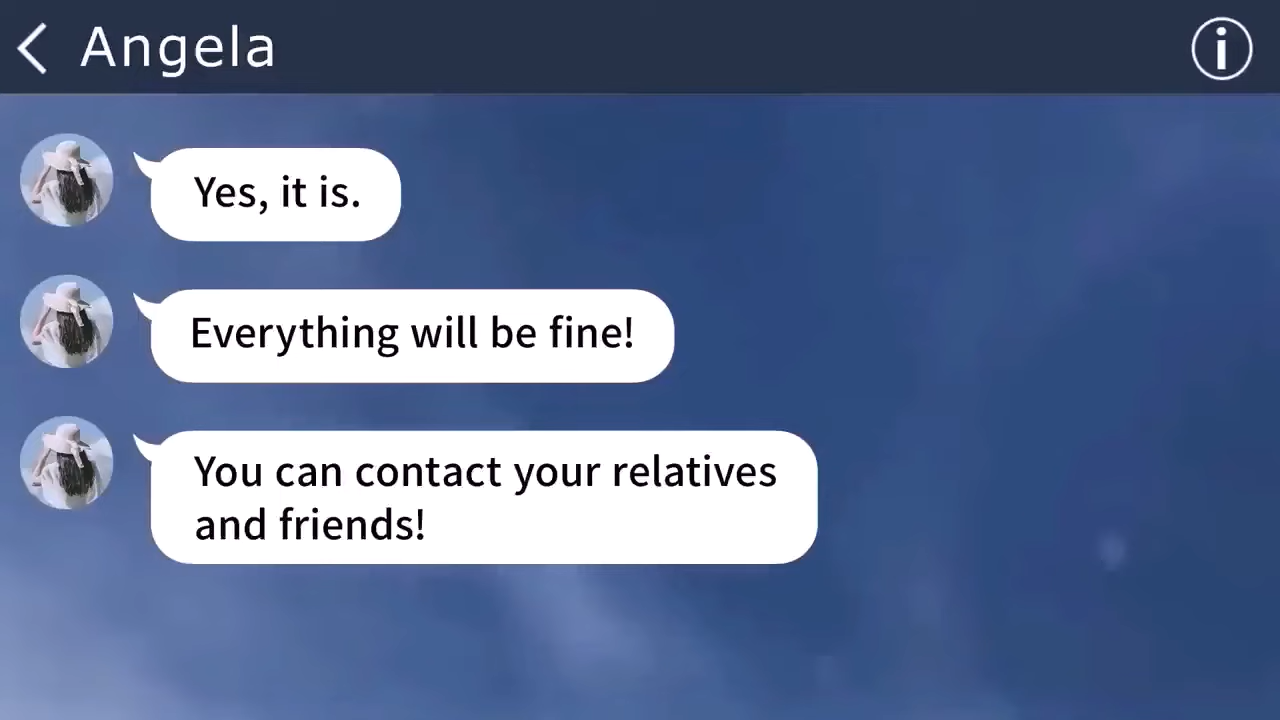 Angela
Yes, it is.
Everything will be fine!
You can contact your relatives
and friends!